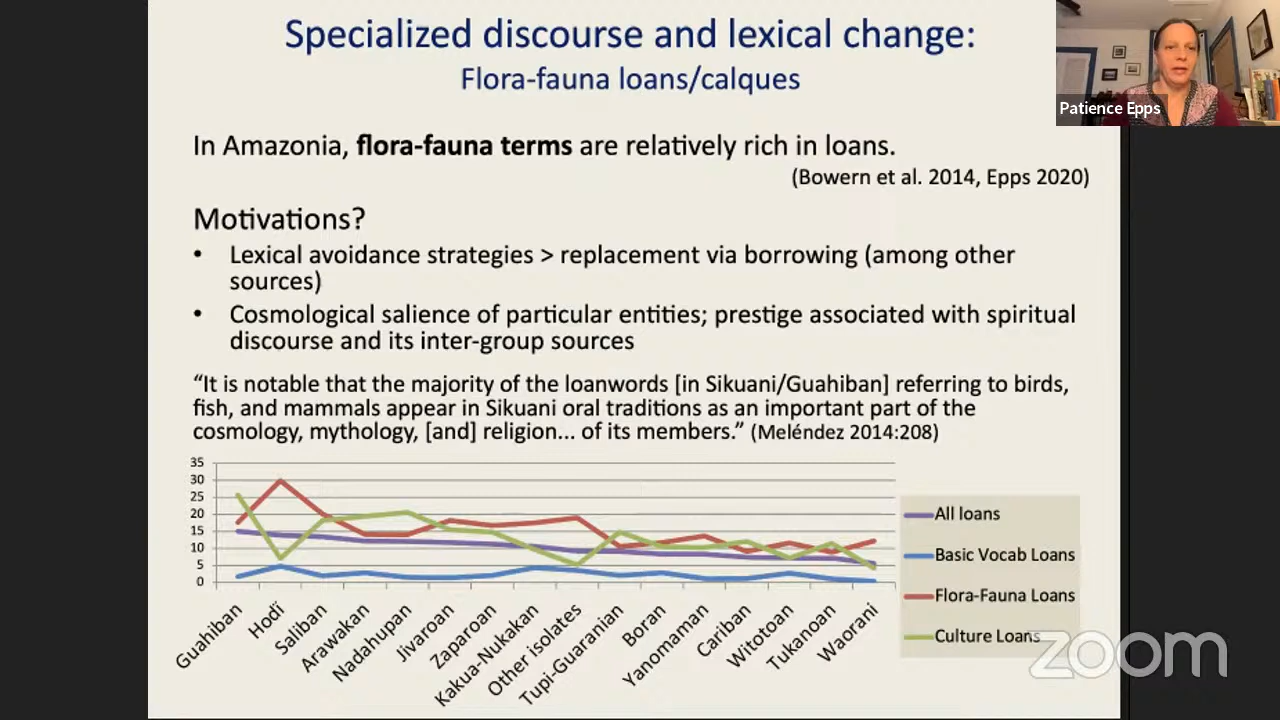 Specialized discourse and lexical change:
Flora-fauna loans/calques
Patience Epps
In Amazonia, flora-fauna terms are relatively rich in loans.
(Bowern et al. 2014, Epps 2020)
Motivations?
• Lexical avoidance strategies > replacement via borrowing (among other
sources)
• Cosmological salience of particular entities; prestige associated with spiritual
discourse and its inter-group sources
“It is notable that the majority of the loanwords [in Sikuani/Guahiban] referring to birds,
fish, and mammals appear in Sikuani oral traditions as an important part of the
cosmology, mythology, [and] religion... of its members.” (Meléndez 2014:208)
35
30
25
20
15
10
5
0
Guahiban
Hodï
Saliban
Arawakan
Nadahupan
Jivaroan
Zaparoan
Kakua-Nukakan
Other isolates
Tupi-Guaranian
Boran
Yanomaman
Cariban
Witotoan
Tukanoan
Waorani
All loans
Basic Vocab Loans
Flora-Fauna Loans
Culture Loans
zoom